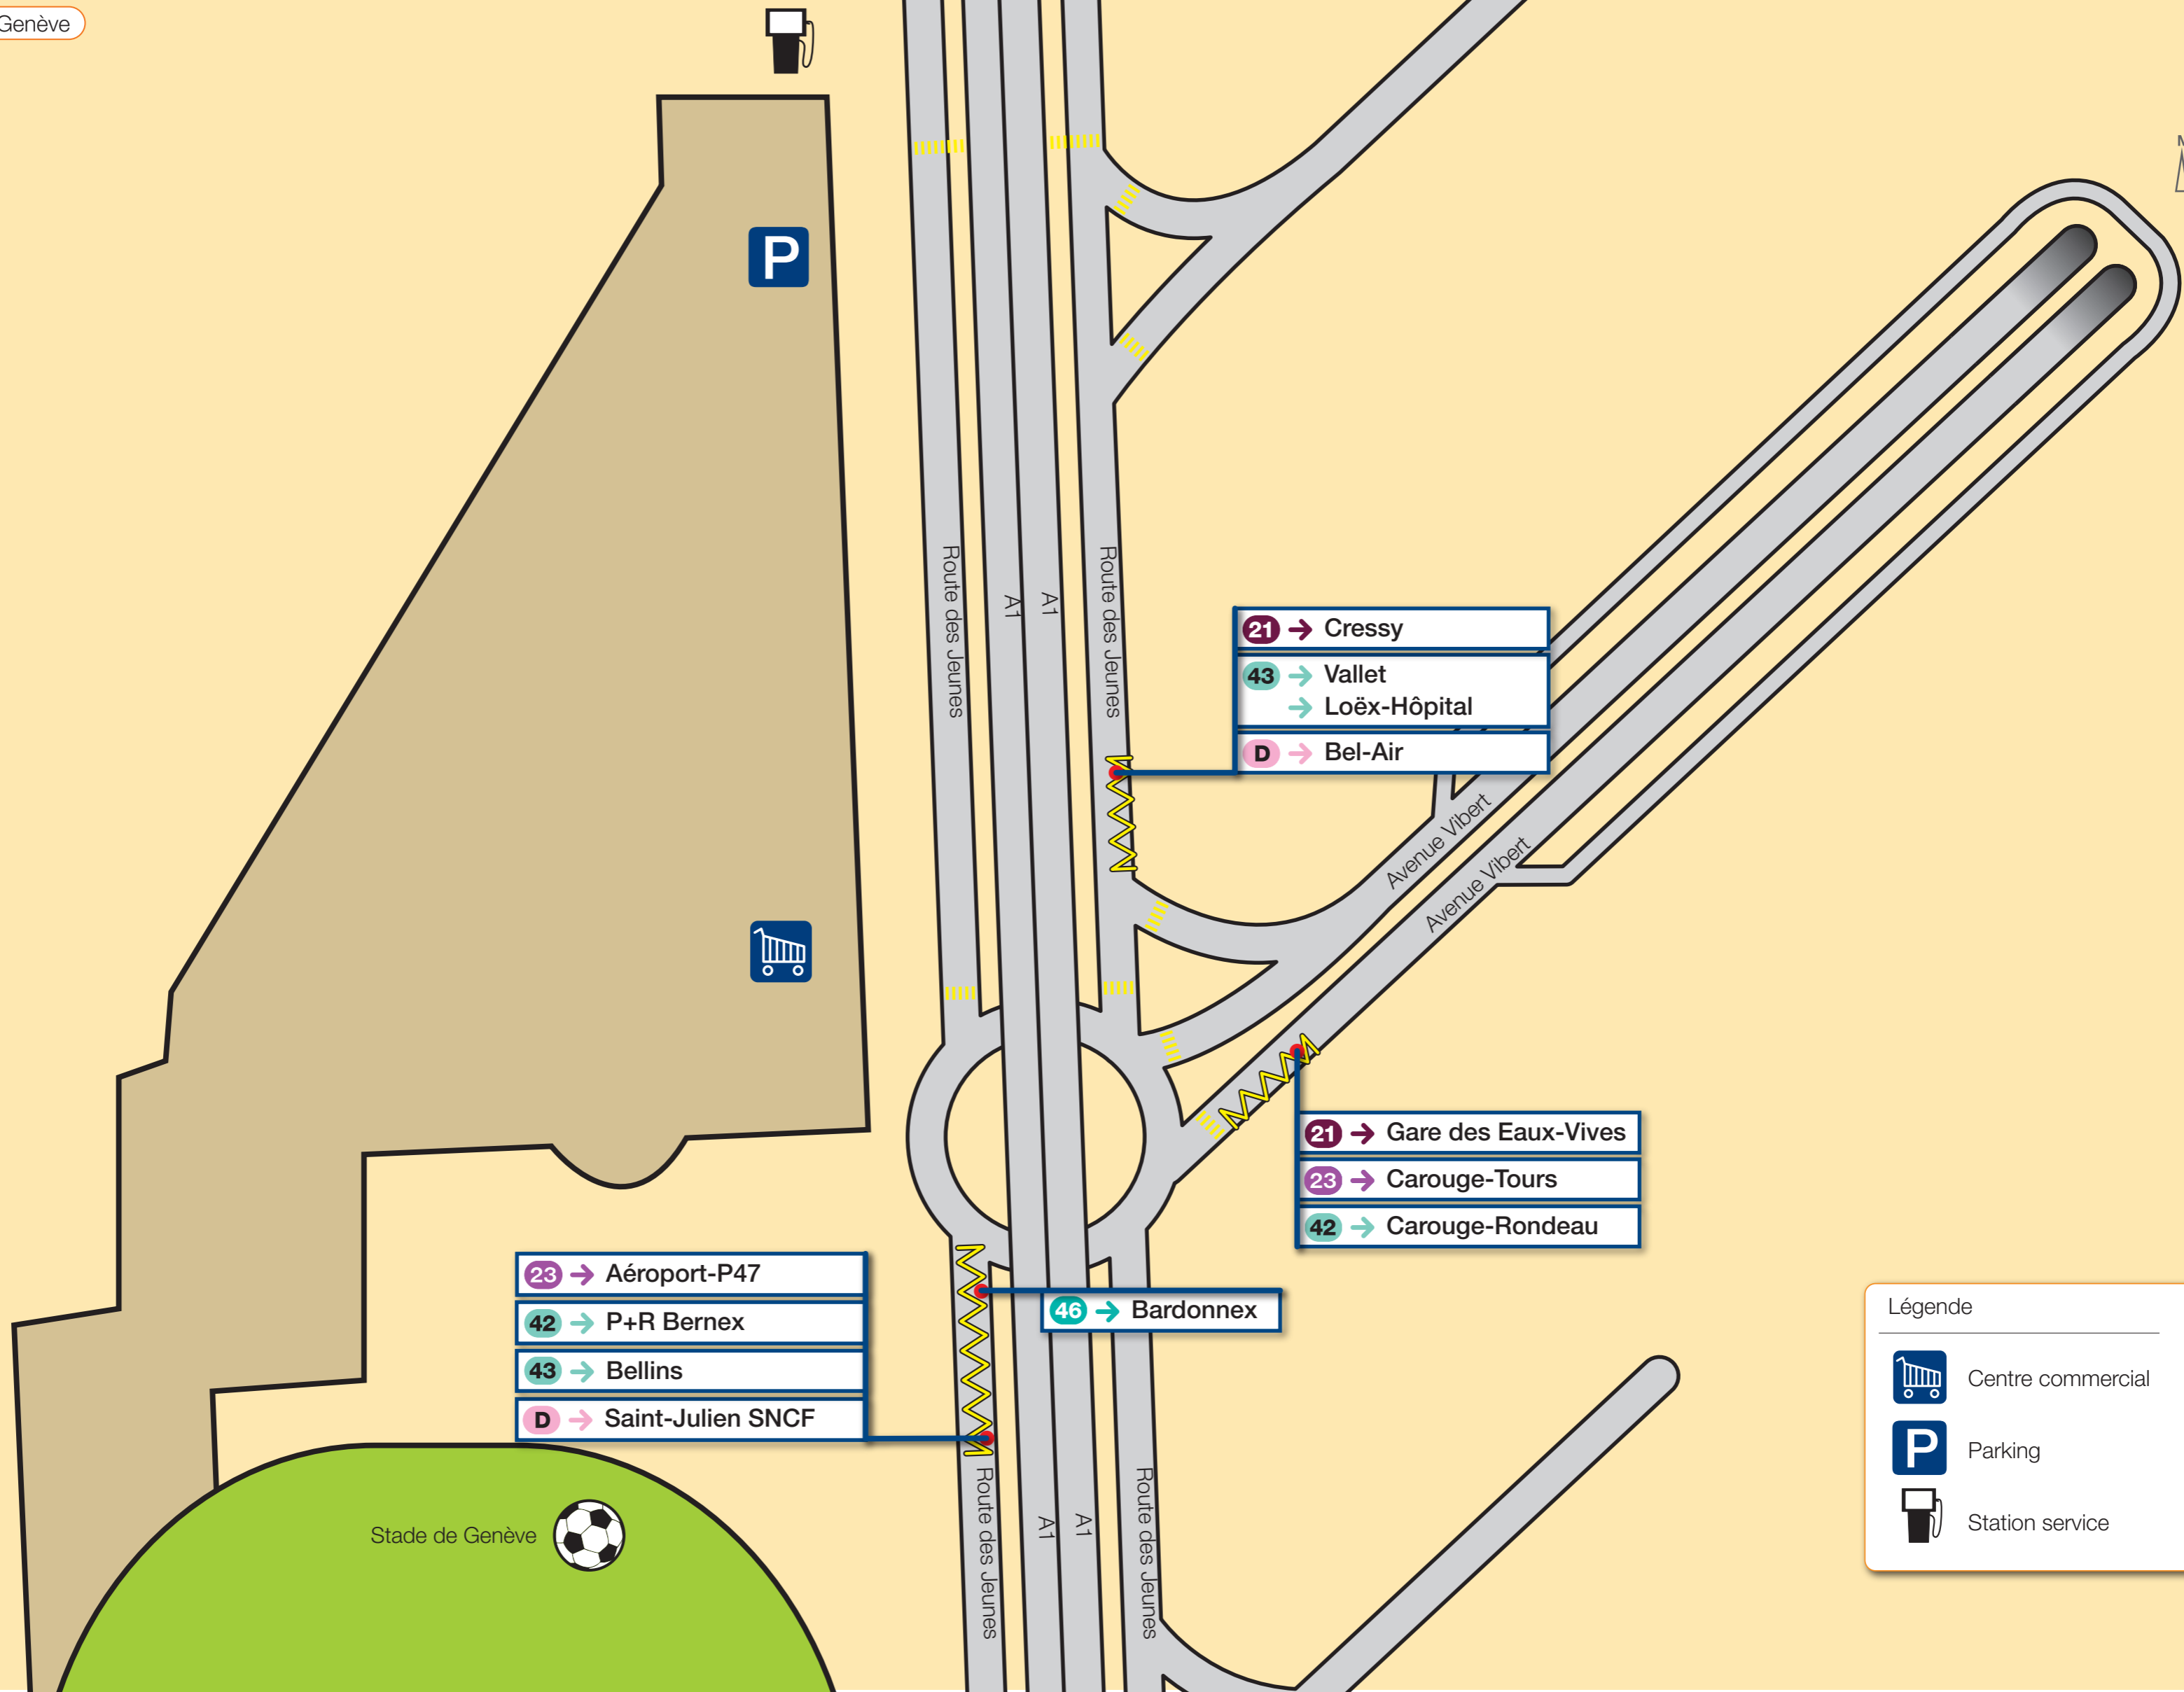 Genève
P
Route des Jeunes
A1
A1
Route des Jeunes
21 → Cressy
43 → Vallet
→ Loëx-Hôpital
D → Bel-Air
Avenue Vibert
Avenue Vibert
21 → Gare des Eaux-Vives
23 → Carouge-Tours
42 → Carouge-Rondeau
23 → Aéroport-P47
42 → P+R Bernex
43 → Bellins
D → Saint-Julien SNCF
46 → Bardonnex
Stade de Genève
Route des Jeunes
A1
A1
Route des Jeunes
Légende
Centre commercial
P Parking
Station service